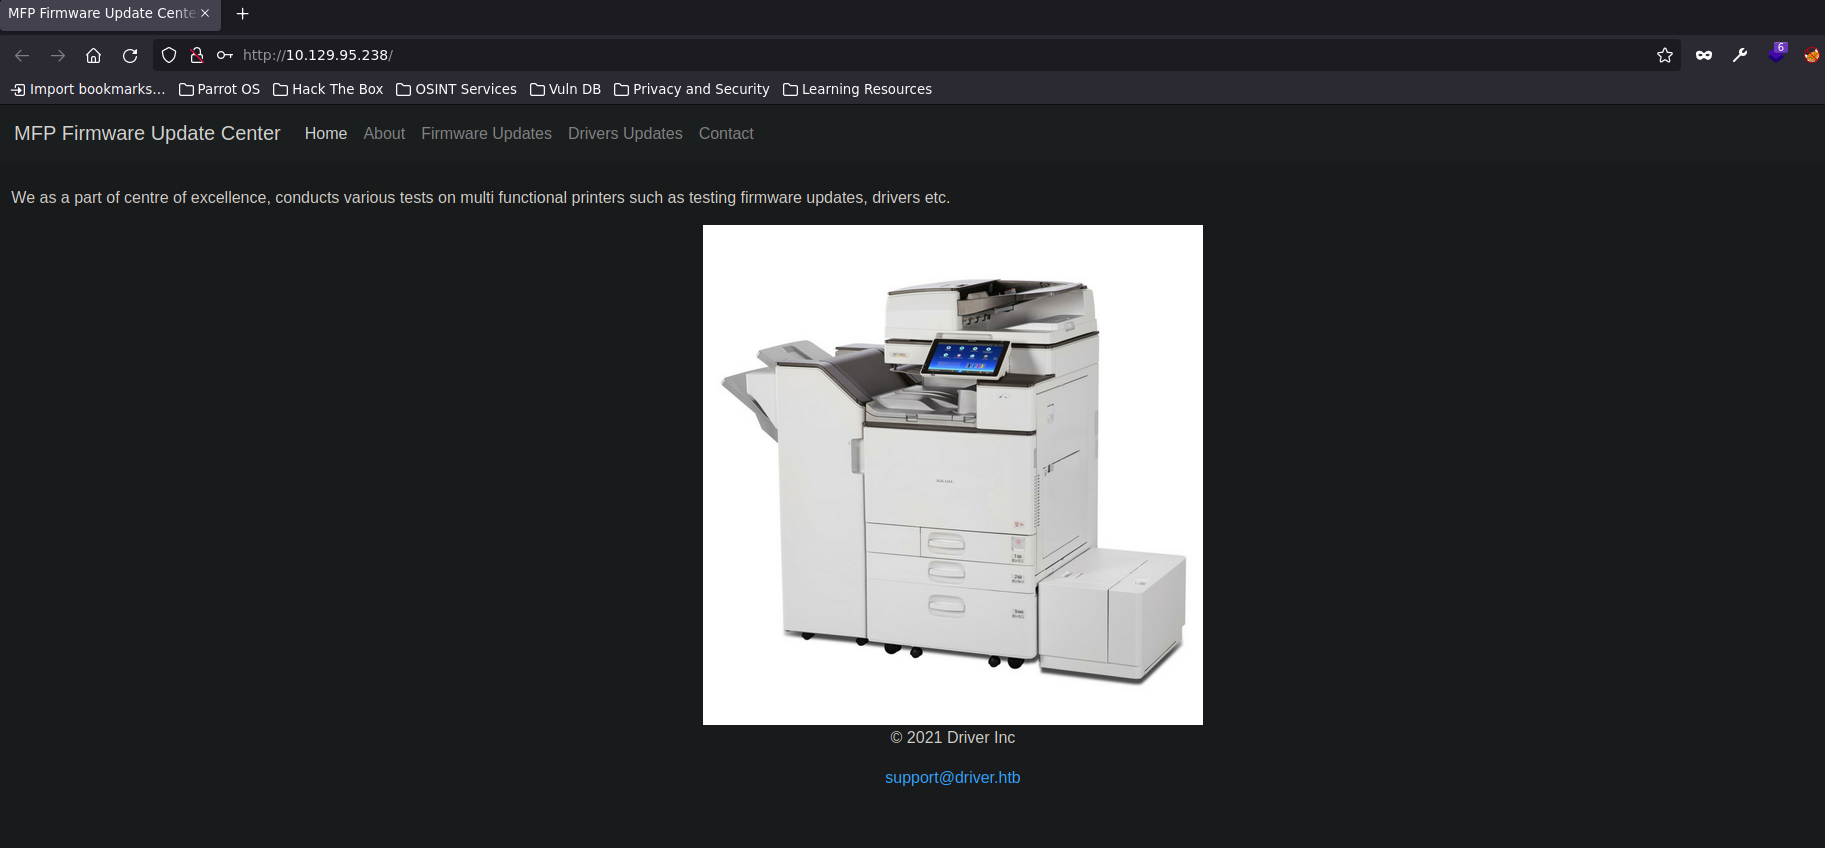 MFP Firmware Update Cente
http://10.129.95.238/
6
Import bookmarks... Parrot OS Hack The Box OSINT Services Vuln DB Privacy and Security Learning Resources
MFP Firmware Update Center Home About Firmware Updates Drivers Updates Contact
We as a part of centre of excellence, conducts various tests on multi functional printers such as testing firmware updates, drivers etc.
© 2021 Driver Inc
support@driver.htb